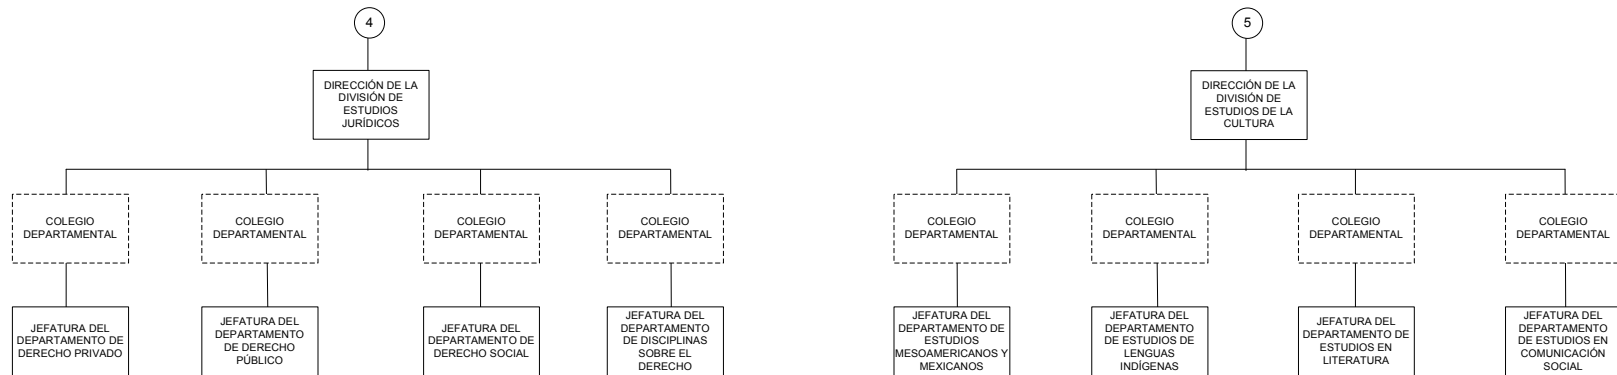 4
DIRECCIÓN DE LA
DIVISIÓN DE
ESTUDIOS
JURÍDICOS
COLEGIO
DEPARTAMENTAL
COLEGIO
DEPARTAMENTAL
COLEGIO
DEPARTAMENTAL
COLEGIO
DEPARTAMENTAL
JEFATURA DEL
DEPARTAMENTO DE
DERECHO PRIVADO
JEFATURA DEL
DEPARTAMENTO
DE DERECHO
PÚBLICO
JEFATURA DEL
DEPARTAMENTO DE
DERECHO SOCIAL
JEFATURA DEL
DEPARTAMENTO
DE DISCIPLINAS
SOBRE EL
DERECHO
5
DIRECCIÓN DE LA
DIVISIÓN DE
ESTUDIOS DE LA
CULTURA
COLEGIO
DEPARTAMENTAL
COLEGIO
DEPARTAMENTAL
COLEGIO
DEPARTAMENTAL
COLEGIO
DEPARTAMENTAL
JEFATURA DEL
DEPARTAMENTO DE
ESTUDIOS
MESOAMERICANOS Y
MEXICANOS
JEFATURA DEL
DEPARTAMENTO
DE ESTUDIOS DE
LENGUAS
INDÍGENAS
JEFATURA DEL
DEPARTAMENTO DE
ESTUDIOS EN
LITERATURA
JEFATURA DEL
DEPARTAMENTO
DE ESTUDIOS EN
COMUNICACIÓN
SOCIAL